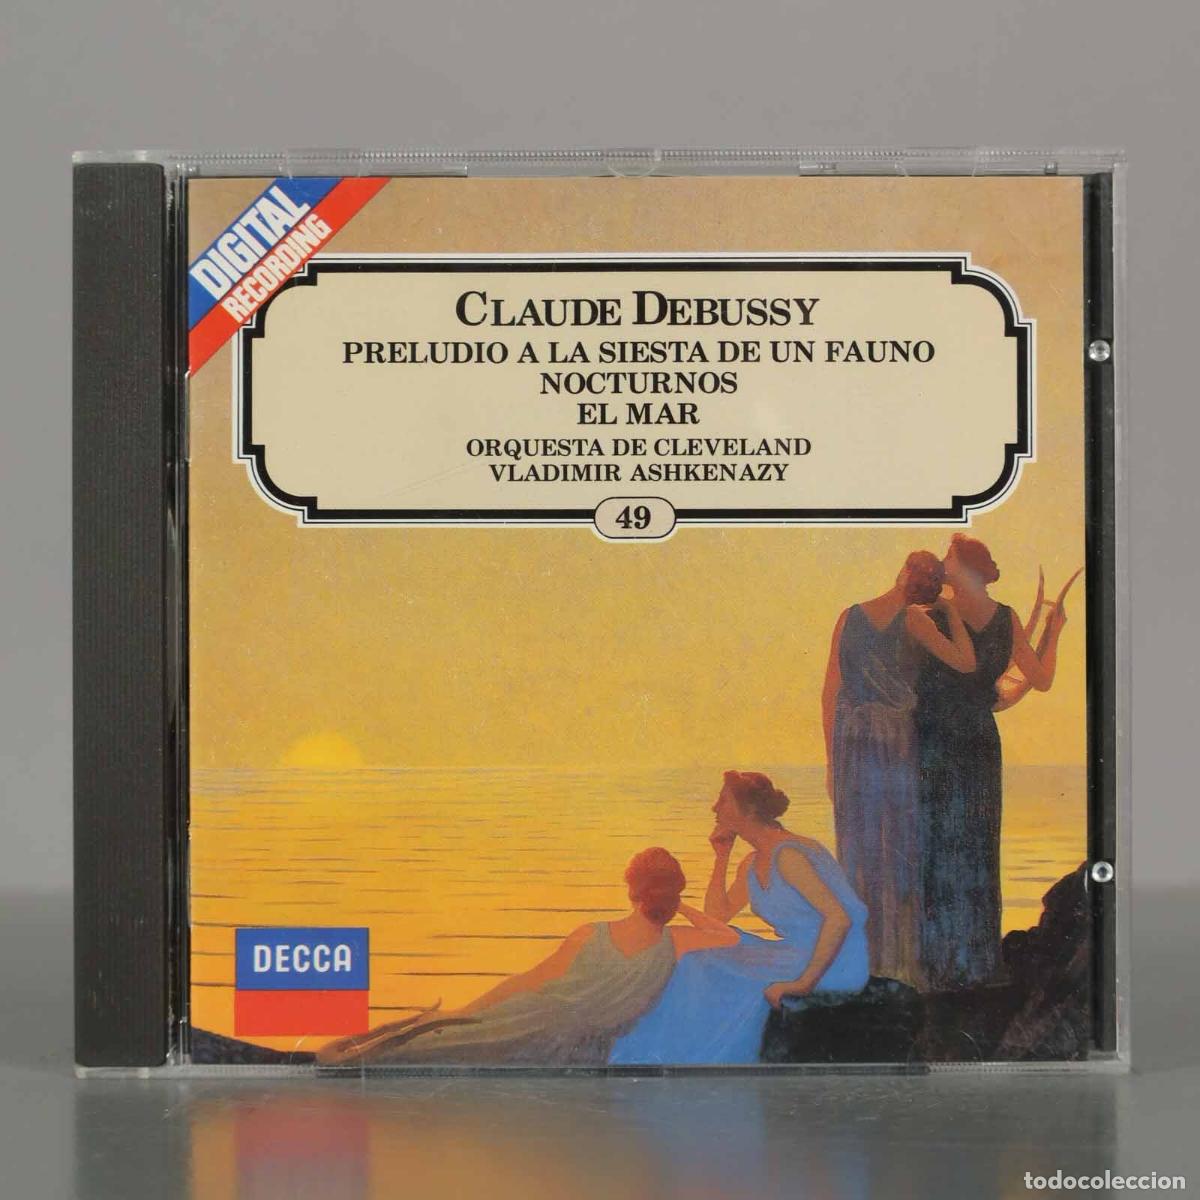 DIGITAL
RECORDING
CLAUDE DEBUSSY
PRELUDIO A LA SIESTA DE UN FAUNO
NOCTURNOS
EL MAR
ORQUESTA DE CLEVELAND
VLADIMIR ASHKENAZY
49
DECCA
todocoleccion